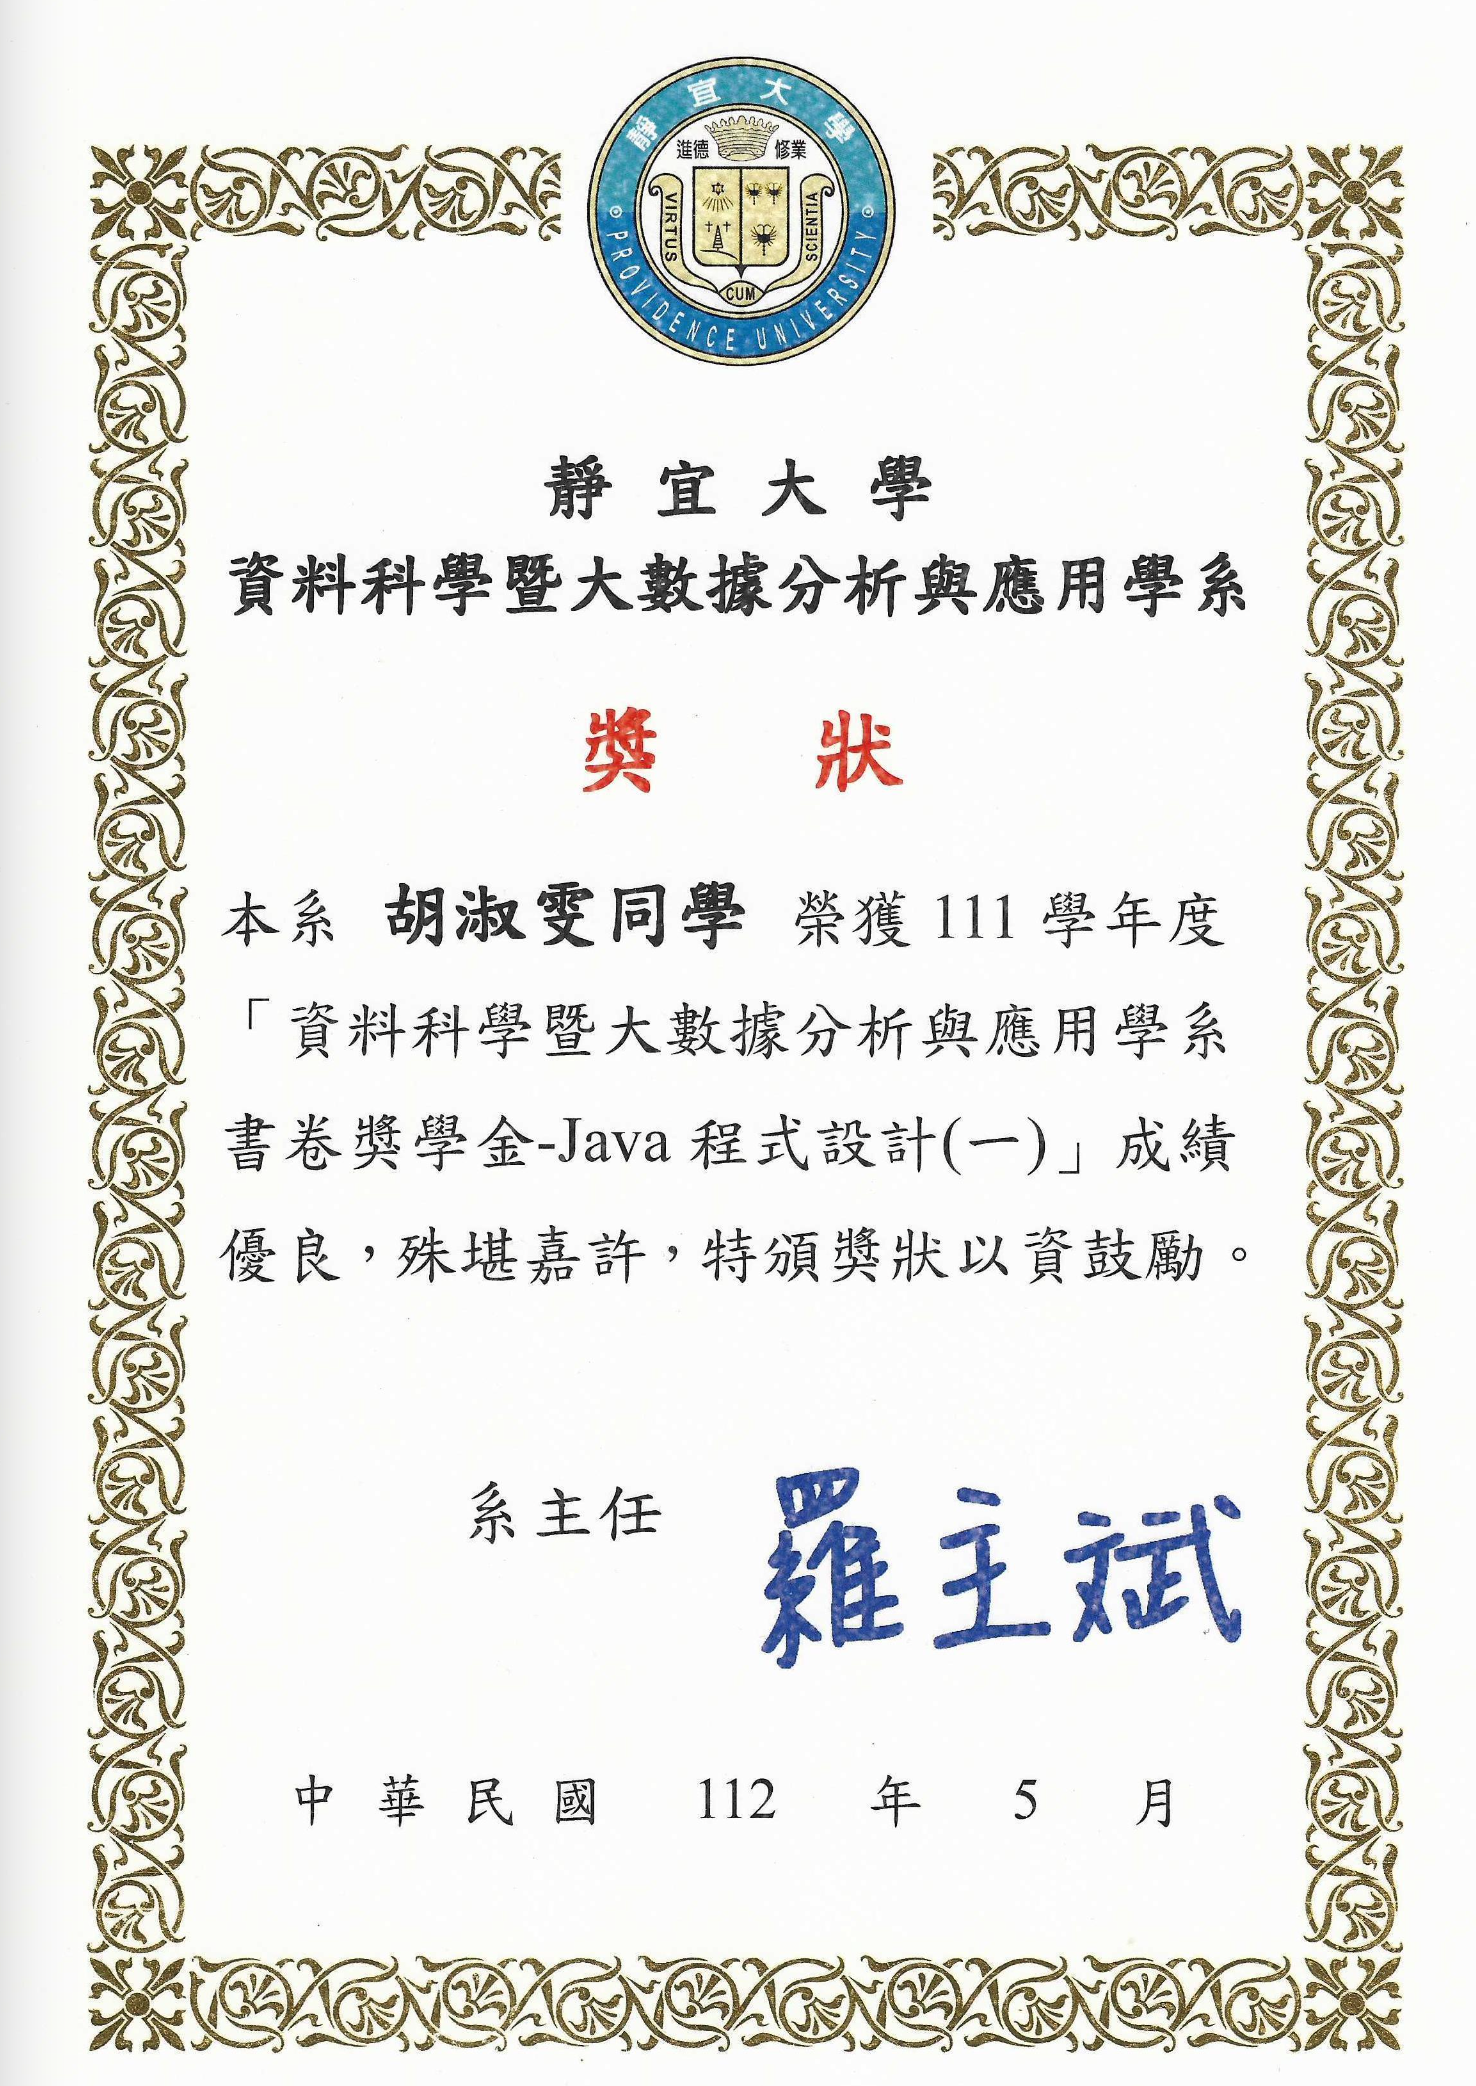 靜宜大學
進德 修業
VIRTUS CUM SCIENTIA
PROVIDENCE UNIVERSITY
靜宜大學
資料科學暨大數據分析與應用學系
獎狀
本系 胡淑雯同學 榮獲 111 學年度
「資料科學暨大數據分析與應用學系
書卷獎學金-Java 程式設計(一)」成績
優良，殊堪嘉許，特頒獎狀以資鼓勵。
系主任 羅主斌
中華民國 112 年 5 月